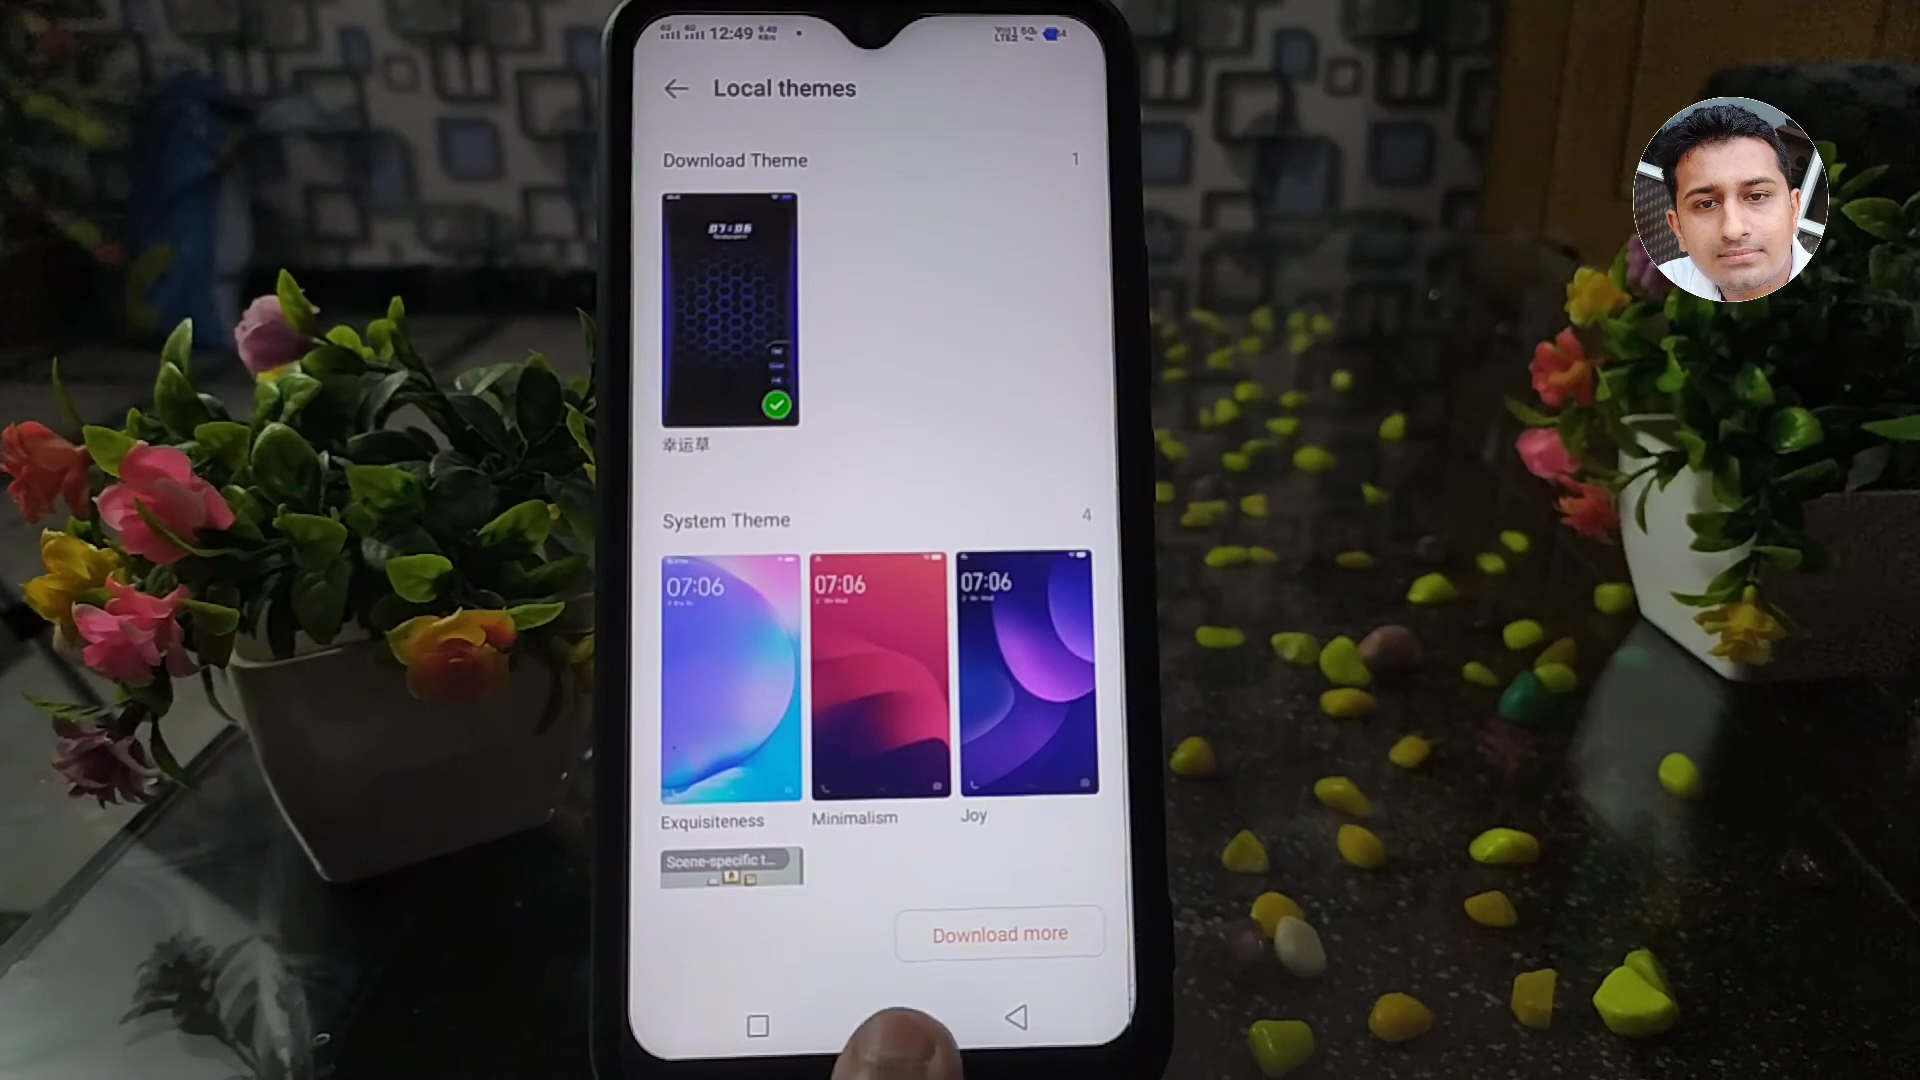 12:49
Local themes
Download Theme
1
07:06
幸运草
System Theme
4
07:06
07:06
07:06
Exquisiteness
Minimalism
Joy
Scene-specific t...
Download more